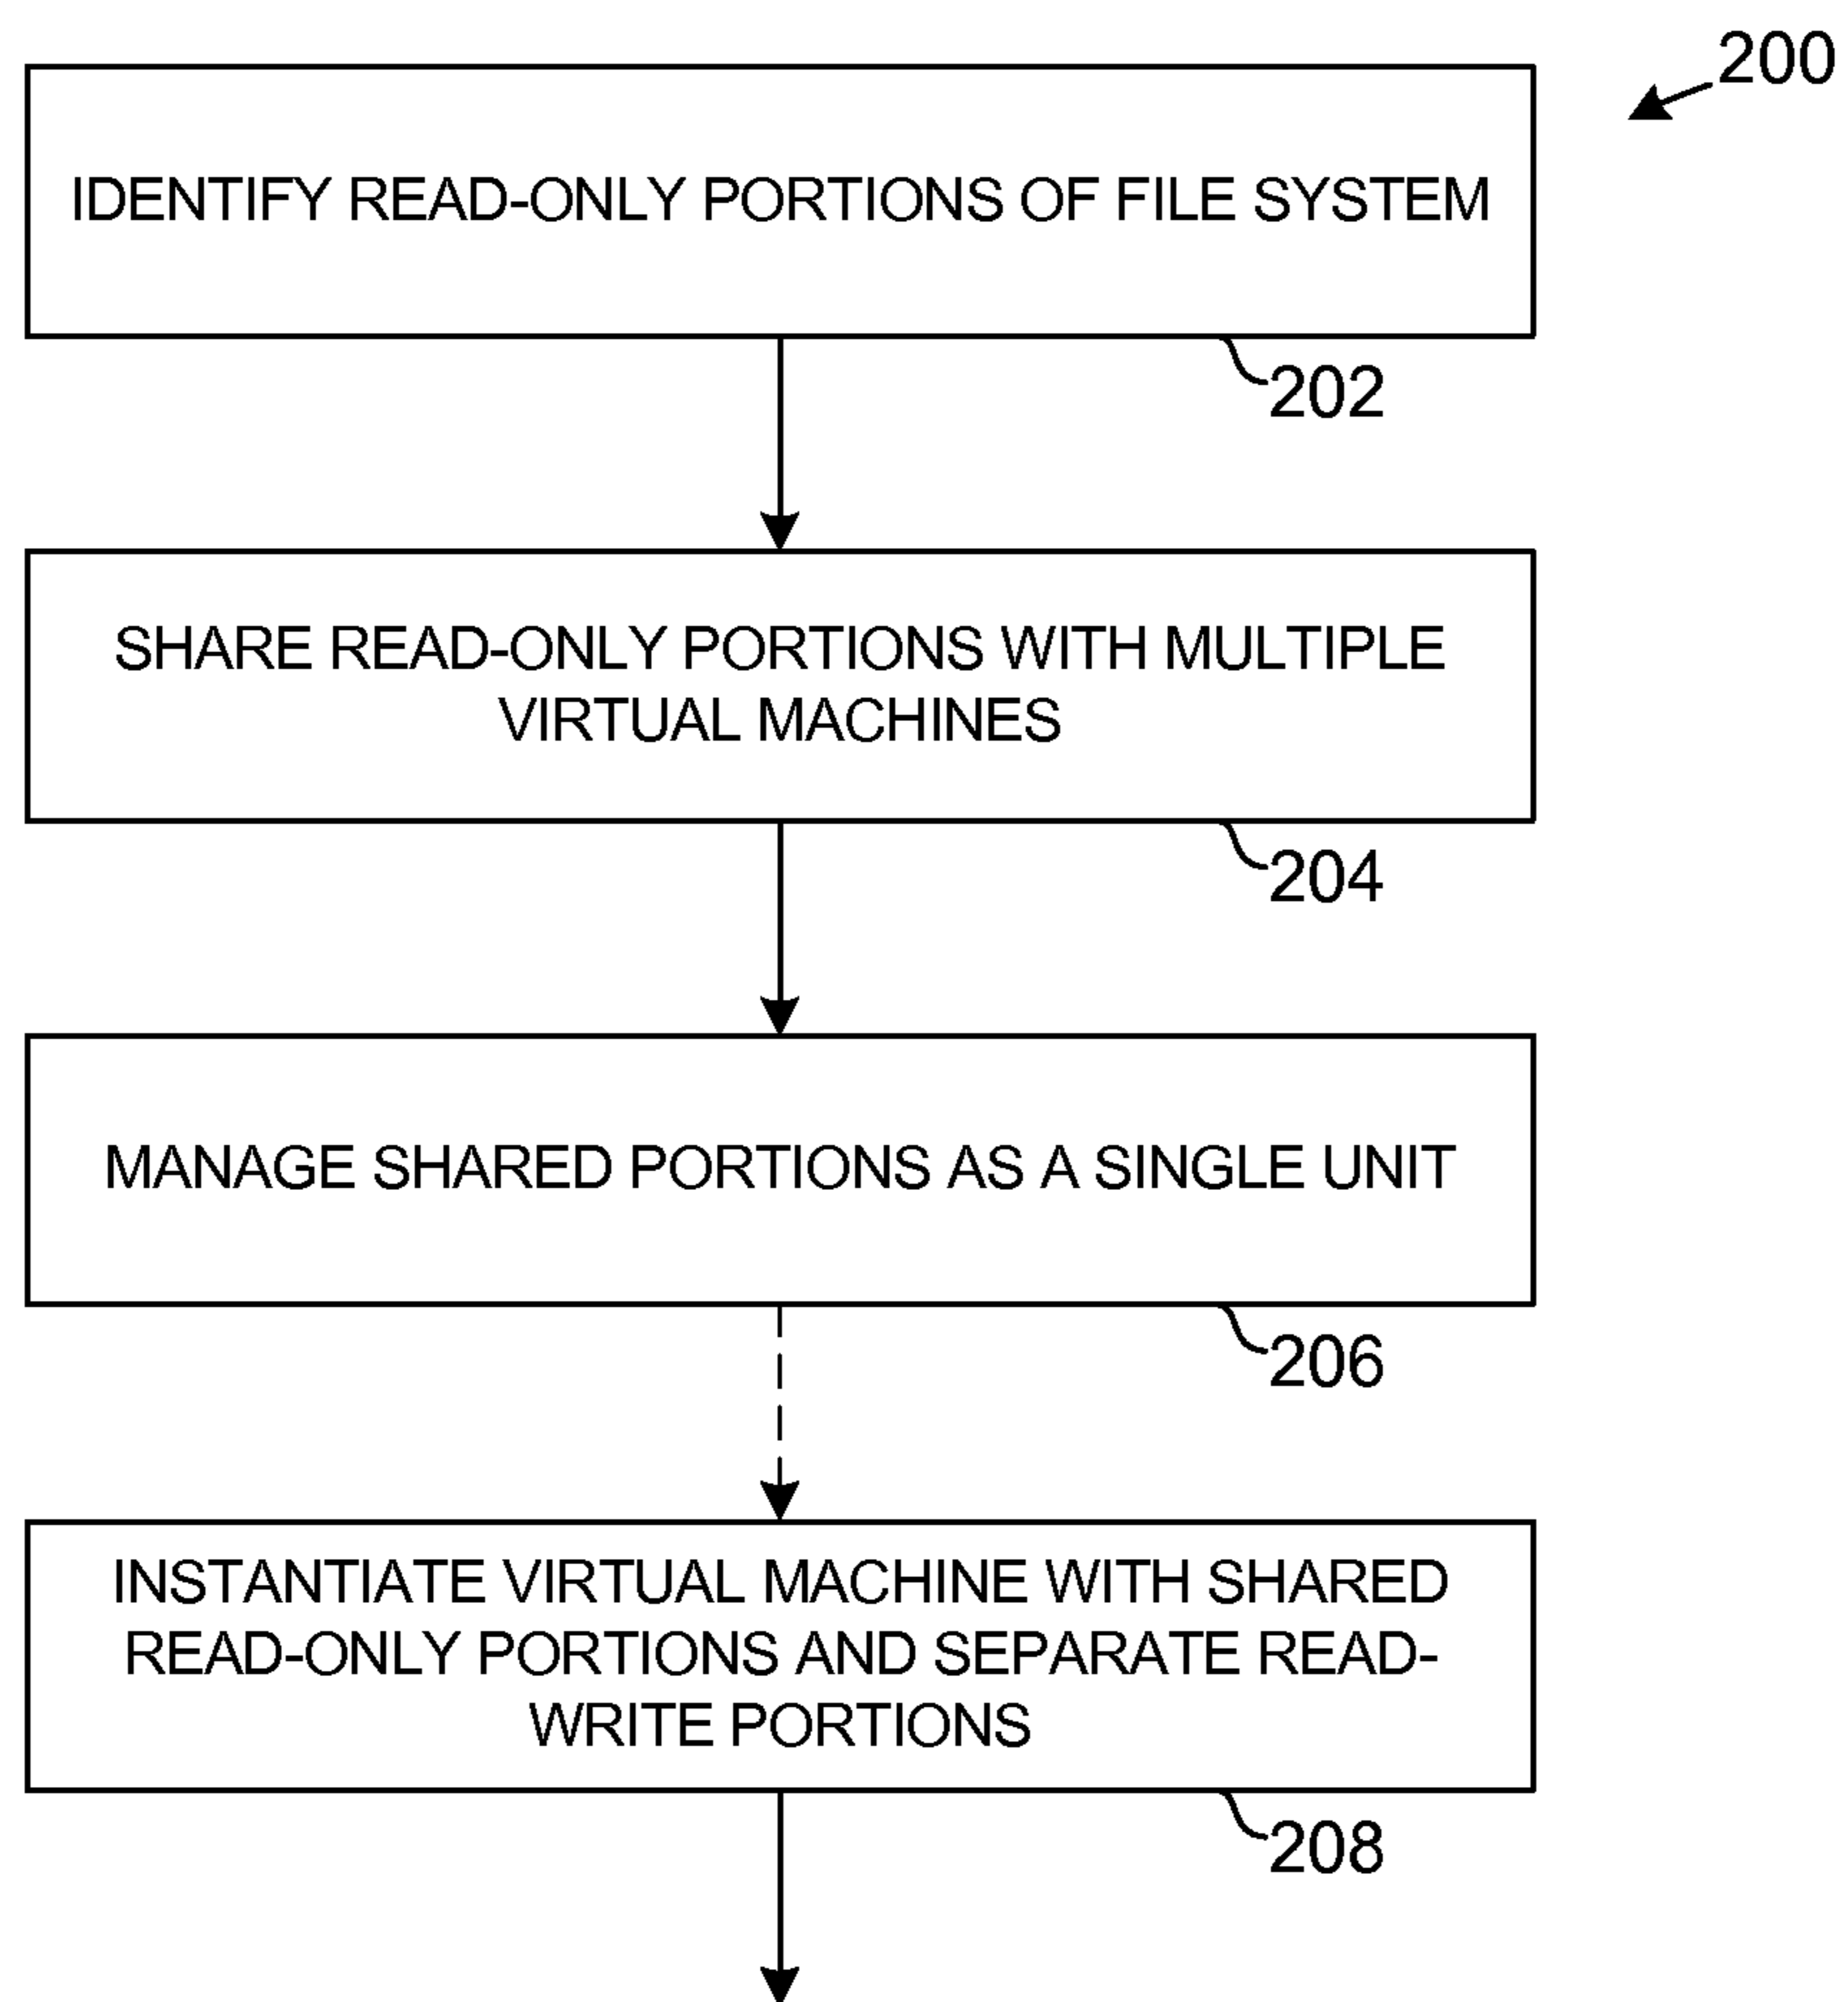 200
IDENTIFY READ-ONLY PORTIONS OF FILE SYSTEM
202
SHARE READ-ONLY PORTIONS WITH MULTIPLE
VIRTUAL MACHINES
204
MANAGE SHARED PORTIONS AS A SINGLE UNIT
206
INSTANTIATE VIRTUAL MACHINE WITH SHARED
READ-ONLY PORTIONS AND SEPARATE READ-
WRITE PORTIONS
208